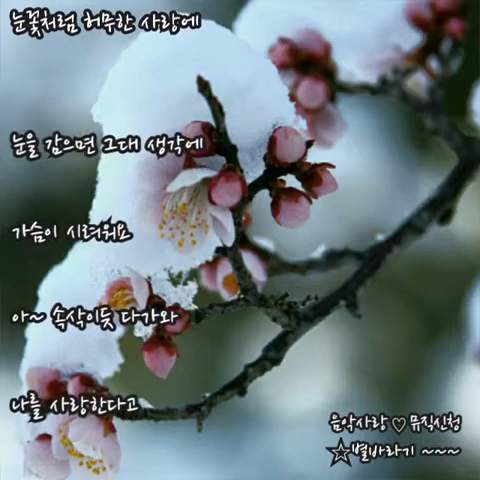 눈꽃처럼 허무한 사랑에
눈을 감으면 그대 생각에
가슴이 시려워요
아~ 속삭이듯 다가와
나를 사랑한다고
음악사랑 ♡ 뮤직신청
☆별바라기 ~~~